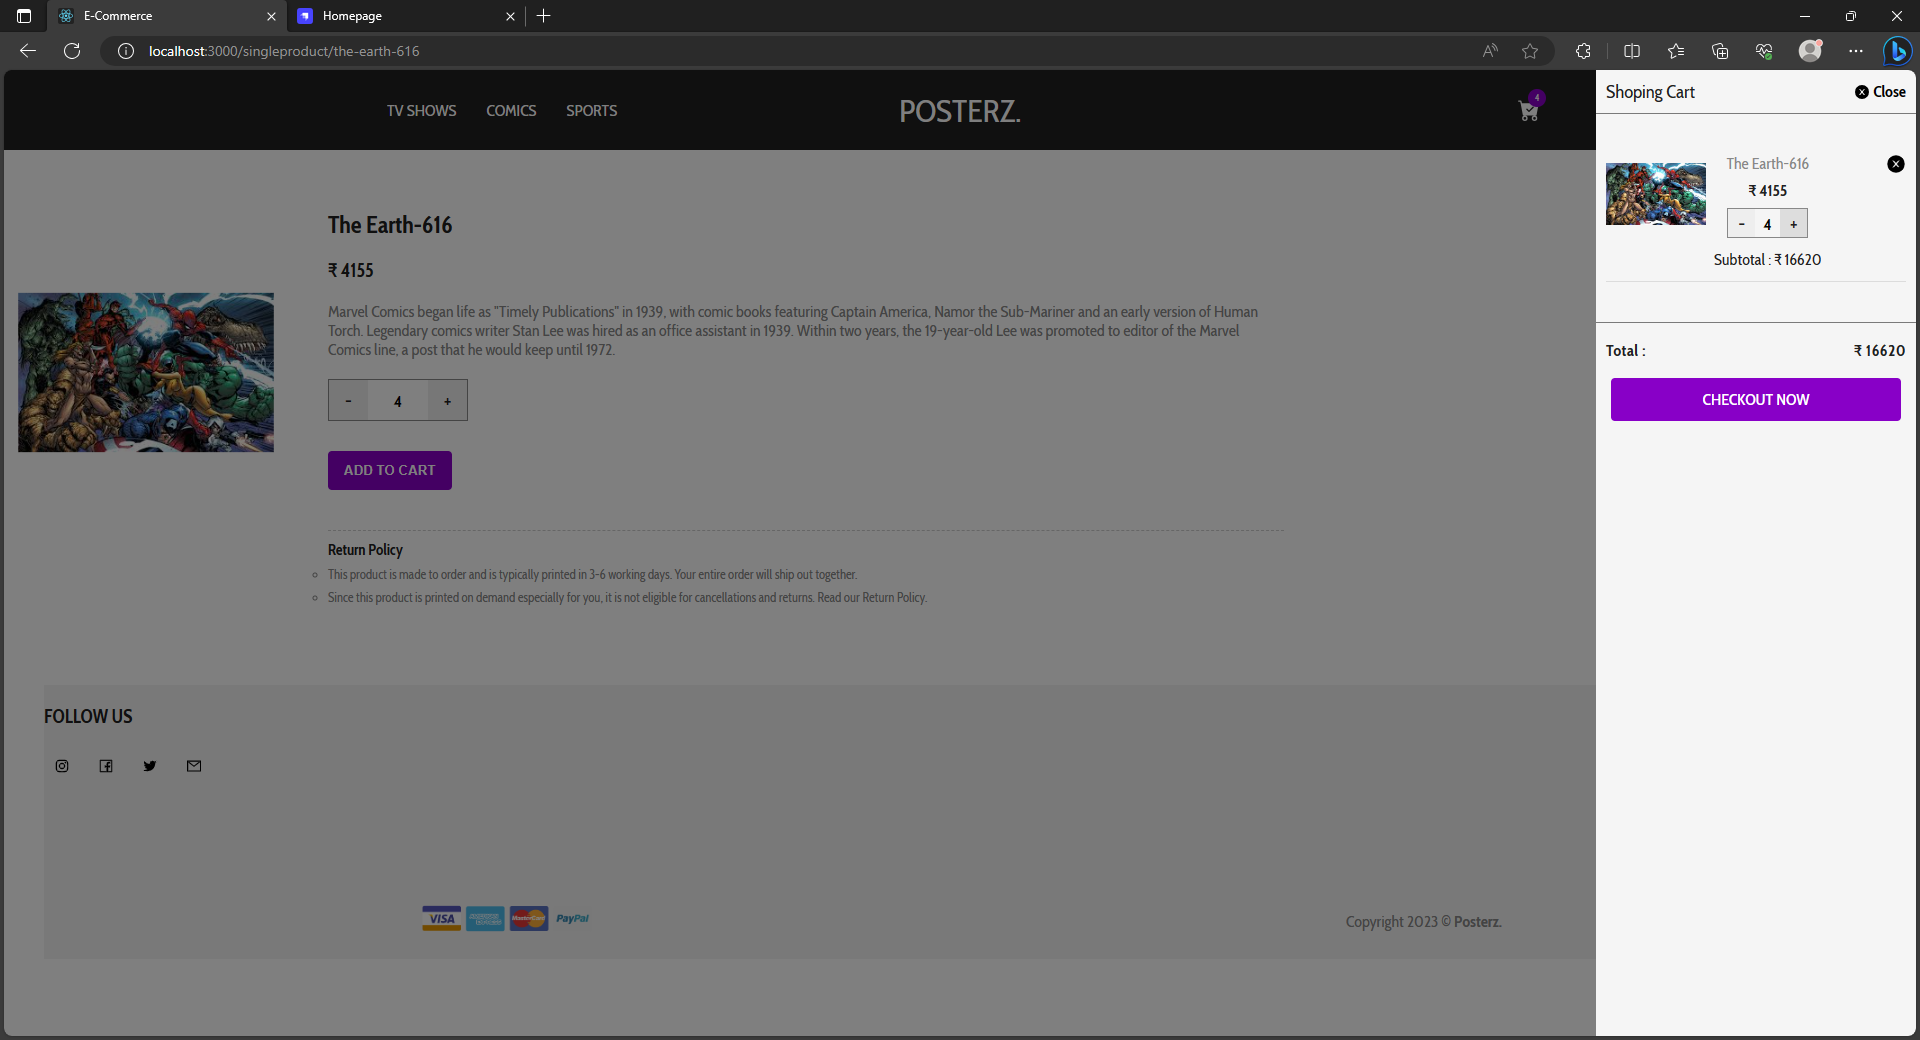 E-Commerce
Homepage
localhost:3000/singleproduct/the-earth-616
TV SHOWS
COMICS
SPORTS
POSTERZ.
4
The Earth-616
₹ 4155
Marvel Comics began life as "Timely Publications" in 1939, with comic books featuring Captain America, Namor the Sub-Mariner and an early version of Human
Torch. Legendary comics writer Stan Lee was hired as an office assistant in 1939. Within two years, the 19-year-old Lee was promoted to editor of the Marvel
Comics line, a post that he would keep until 1972.
- 4 +
ADD TO CART
Return Policy
This product is made to order and is typically printed in 3-6 working days. Your entire order will ship out together.
Since this product is printed on demand especially for you, it is not eligible for cancellations and returns. Read our Return Policy.
FOLLOW US
VISA
AMERICAN EXPRESS
MasterCard
PayPal
Copyright 2023 © Posterz.
Shoping Cart
Close
The Earth-616
₹ 4155
- 4 +
Subtotal : ₹ 16620
Total : ₹ 16620
CHECKOUT NOW